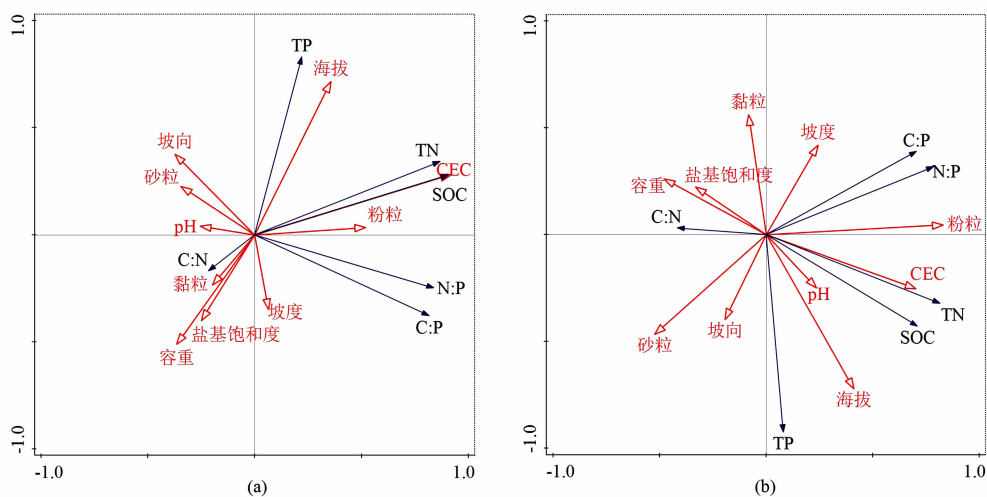 1.0
TP
海拔
坡向
TN
CEC
砂粒
SOC
粉粒
pH
C:N
黏粒
N:P
坡度
C:P
盐基饱和度
容重
-1.0
-1.0
1.0
(a)
1.0
黏粒
坡度
C:P
盐基饱和度
N:P
容重
C:N
粉粒
CEC
pH
TN
坡向
SOC
砂粒
海拔
TP
-1.0
-1.0
1.0
(b)